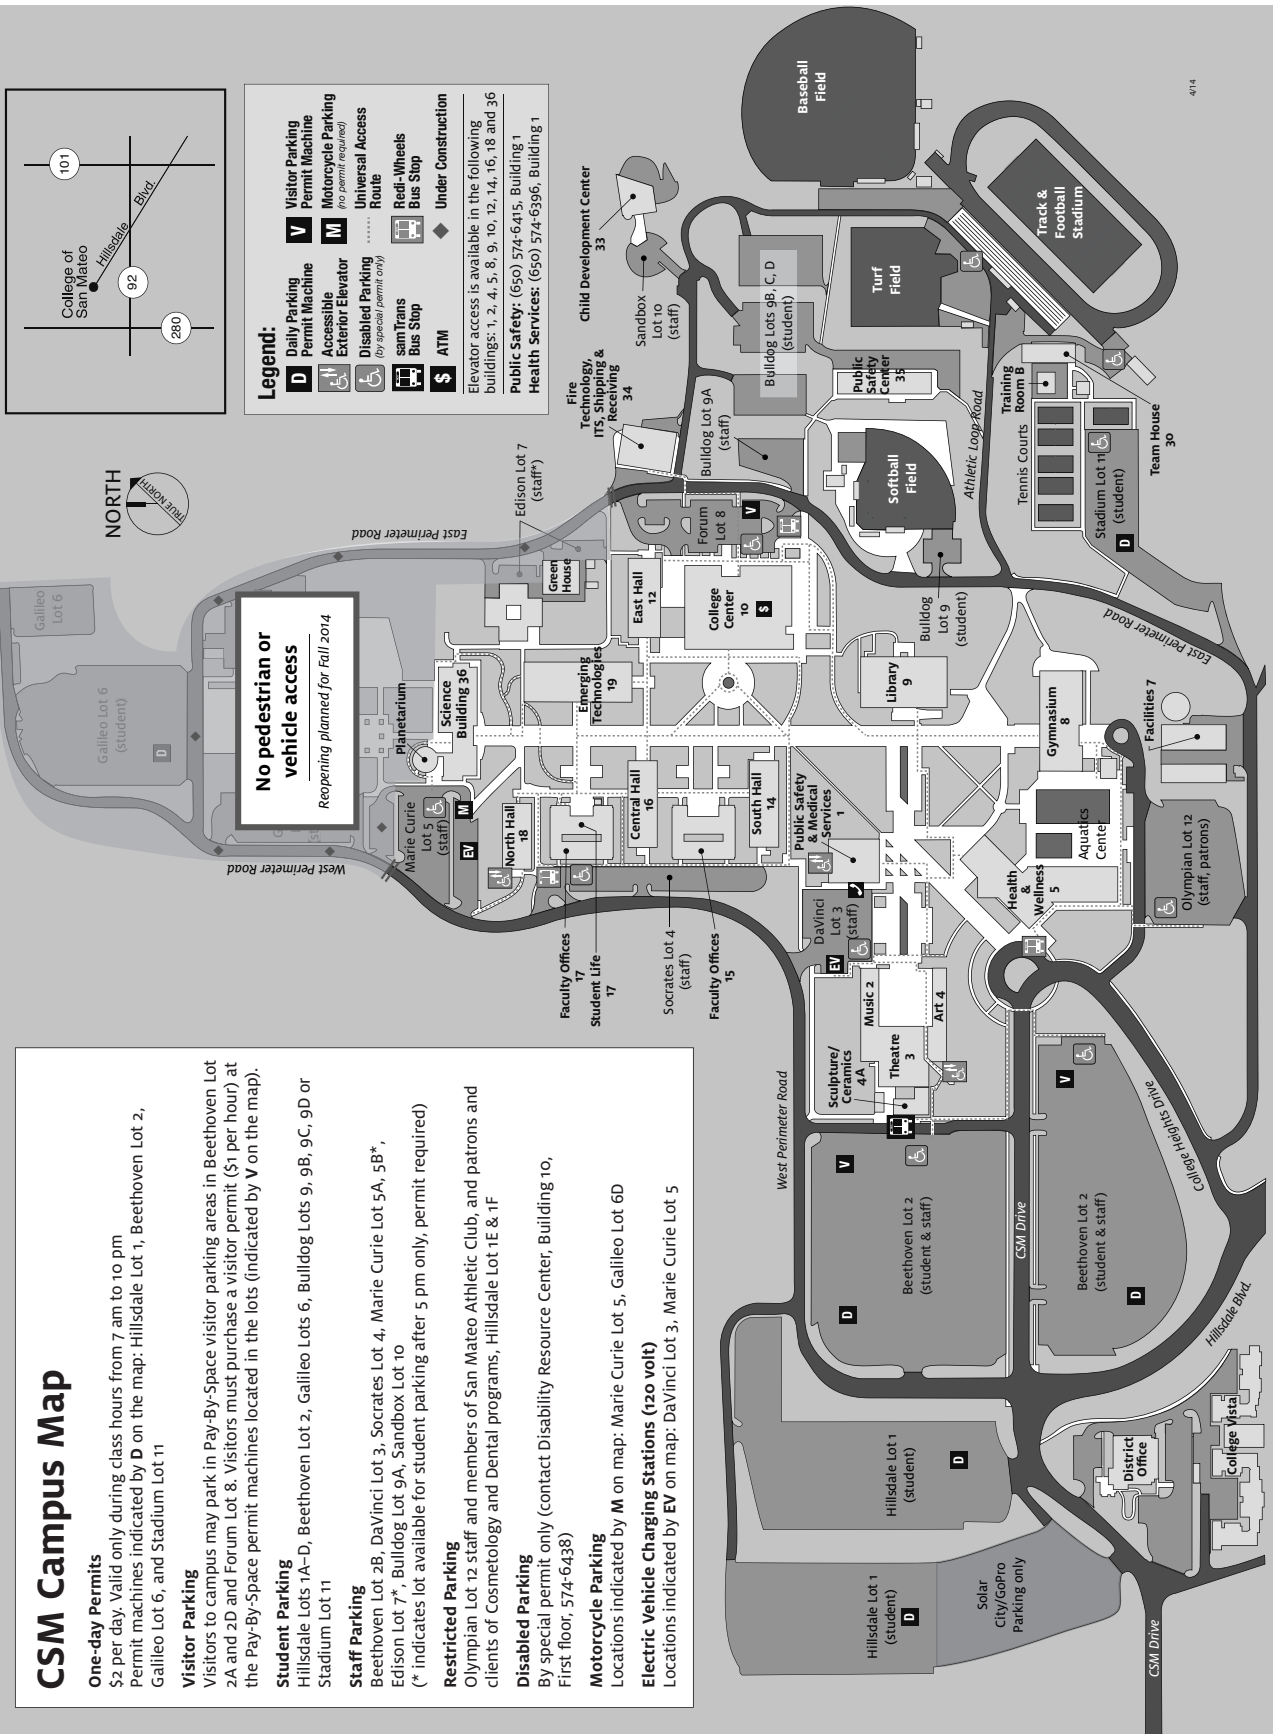 CSM Campus Map
One-day Permits
$2 per day. Valid only during class hours from 7 am to 10 pm
Permit machines indicated by D on the map: Hillsdale Lot 1, Beethoven Lot 2,
Galileo Lot 6, and Stadium Lot 11
Visitor Parking
Visitors to campus may park in Pay-By-Space visitor parking areas in Beethoven Lot
2A and 2D and Forum Lot 8. Visitors must purchase a visitor permit ($1 per hour) at
the Pay-By-Space permit machines located in the lots (indicated by V on the map).
Student Parking
Hillsdale Lots 1A–D, Beethoven Lot 2, Galileo Lots 6, Bulldog Lots 9, 9B, 9C, 9D or
Stadium Lot 11
Staff Parking
Beethoven Lot 2B, DaVinci Lot 3, Socrates Lot 4, Marie Curie Lot 5A, 5B*,
Edison Lot 7*, Bulldog Lot 9A, Sandbox Lot 10
(* indicates lot available for student parking after 5 pm only, permit required)
Restricted Parking
Olympian Lot 12 staff and members of San Mateo Athletic Club, and patrons and
clients of Cosmetology and Dental programs, Hillsdale Lot 1E & 1F
Disabled Parking
By special permit only (contact Disability Resource Center, Building 10,
First floor, 574-6438)
Motorcycle Parking
Locations indicated by M on map: Marie Curie Lot 5, Galileo Lot 6D
Electric Vehicle Charging Stations (120 volt)
Locations indicated by EV on map: DaVinci Lot 3, Marie Curie Lot 5
NORTH
TRUE NORTH
College of
San Mateo
Hillsdale
Blvd.
101
92
280
Legend:
D
Daily Parking
Permit Machine
Accessible
Exterior Elevator
Disabled Parking
(by special permit only)
samTrans
Bus Stop
$
ATM
V
Visitor Parking
Permit Machine
M
Motorcycle Parking
(no permit required)
Universal Access
Route
Redi-Wheels
Bus Stop
Under Construction
Elevator access is available in the following
buildings: 1, 2, 4, 5, 8, 9, 10, 12, 14, 16, 18 and 36
Public Safety: (650) 574-6415, Building 1
Health Services: (650) 574-6396, Building 1
Galileo
Lot 6
Galileo Lot 6
(student)
D
No pedestrian or
vehicle access
Reopening planned for Fall 2014
East Perimeter Road
West Perimeter
Road
Edison Lot 7
(staff*)
Green
House
Planetarium
Science
Building 36
Marie Curie
Lot 5
(staff)
M
EV
North Hall
18
Emerging
Technologies
19
East Hall
12
Forum
Lot 8
V
College
Center
10
$
Central Hall
16
South Hall
14
Faculty Offices
17
Student Life
17
Socrates Lot 4
(staff)
Faculty Offices
15
Fire
Technology,
ITS, Shipping &
Receiving
34
Child Development Center
33
Sandbox
Lot 10
(staff)
Bulldog Lot 9A
(staff)
Bulldog Lots 9B, C, D
(student)
Public
Safety
Center
35
Baseball
Field
Turf
Field
Track &
Football
Stadium
Softball
Field
Athletic Loop Road
Training
Room B
Tennis Courts
Team House
30
Stadium Lot 11
(student)
D
Bulldog
Lot 9
(student)
East Perimeter Road
Library
9
Public Safety
& Medical
Services
1
Gymnasium
8
Facilities 7
Aquatics
Center
Health
&
Wellness
5
Olympian Lot 12
(staff, patrons)
DaVinci
Lot 3
(staff)
EV
Music 2
Art 4
Theatre
3
Sculpture/
Ceramics
4A
West Perimeter Road
V
Beethoven Lot 2
(student & staff)
D
CSM Drive
V
Beethoven Lot 2
(student & staff)
D
College Heights Drive
Hillsdale Blvd.
Hillsdale Lot 1
(student)
D
Hillsdale Lot 1
(student)
D
Solar
City/GoPro
Parking only
District
Office
College Vista
CSM Drive
4/14